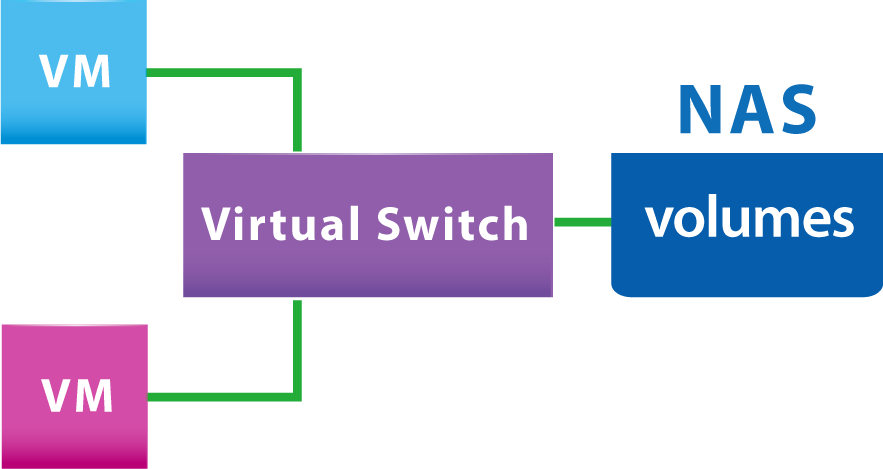 VM
NAS
Virtual Switch
volumes
VM